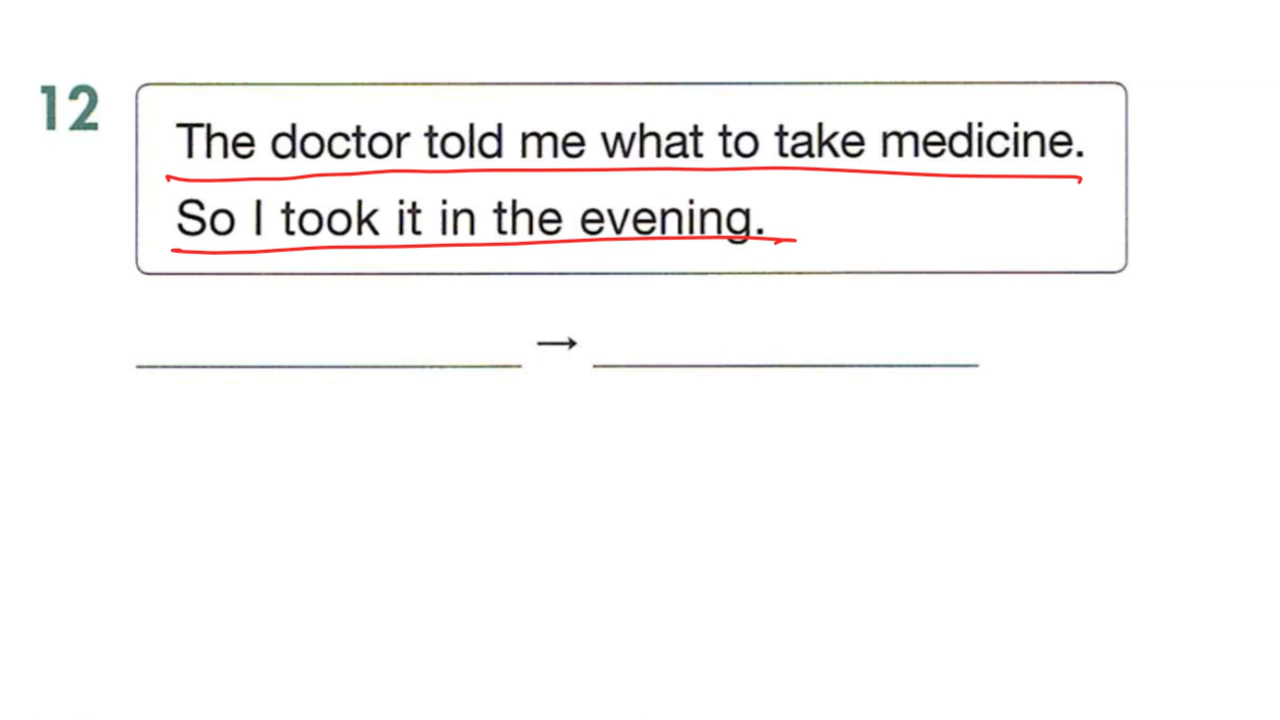 12
The doctor told me what to take medicine.
So I took it in the evening.
→